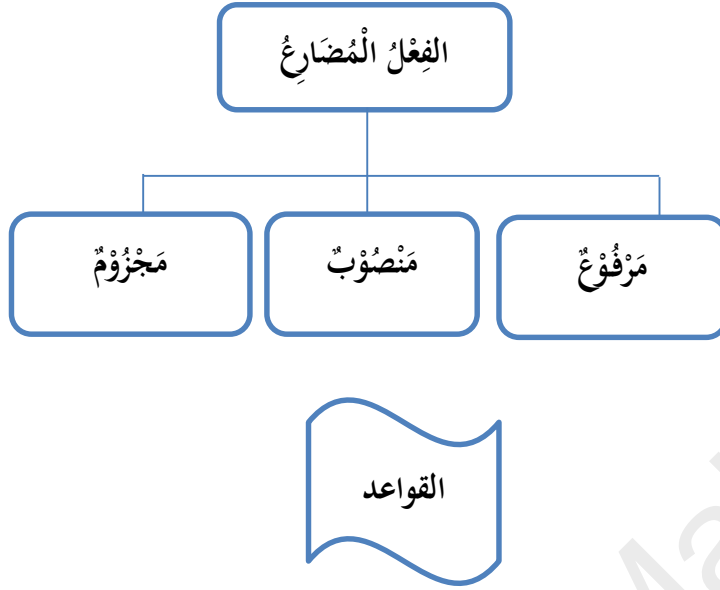 الفِعْلُ الْمُضَارِعُ
مَرْفُوْعٌ
مَنْصُوْبٌ
مَجْزُوْمٌ
القواعد